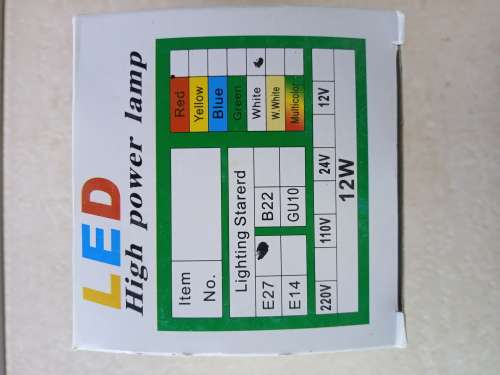 LED
High power lamp
Red
Yellow
Blue
Green
White
W.White
Multicolor
Item
No.
Lighting Starerd
E27 B22
E14 GU10
220V 110V 24V 12V
12W